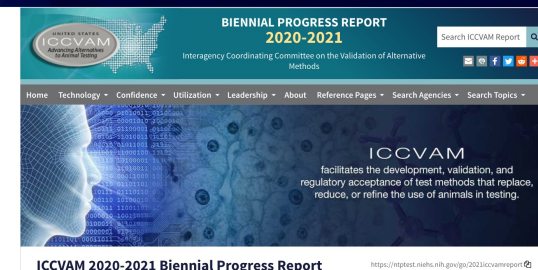 UNITED STATES
ICCVAM
Advancing Alternatives
to Animal Testing
BIENNIAL PROGRESS REPORT
2020-2021
Interagency Coordinating Committee on the Validation of Alternative
Methods
Search ICCVAM Report
Home Technology Confidence Utilization Leadership About Reference Pages Search Agencies Search Topics
ICCVAM
facilitates the development, validation, and
regulatory acceptance of test methods that replace,
reduce, or refine the use of animals in testing.
ICCVAM 2020-2021 Biennial Progress Report
https://ntptest.niehs.nih.gov/go/2021iccvamreport